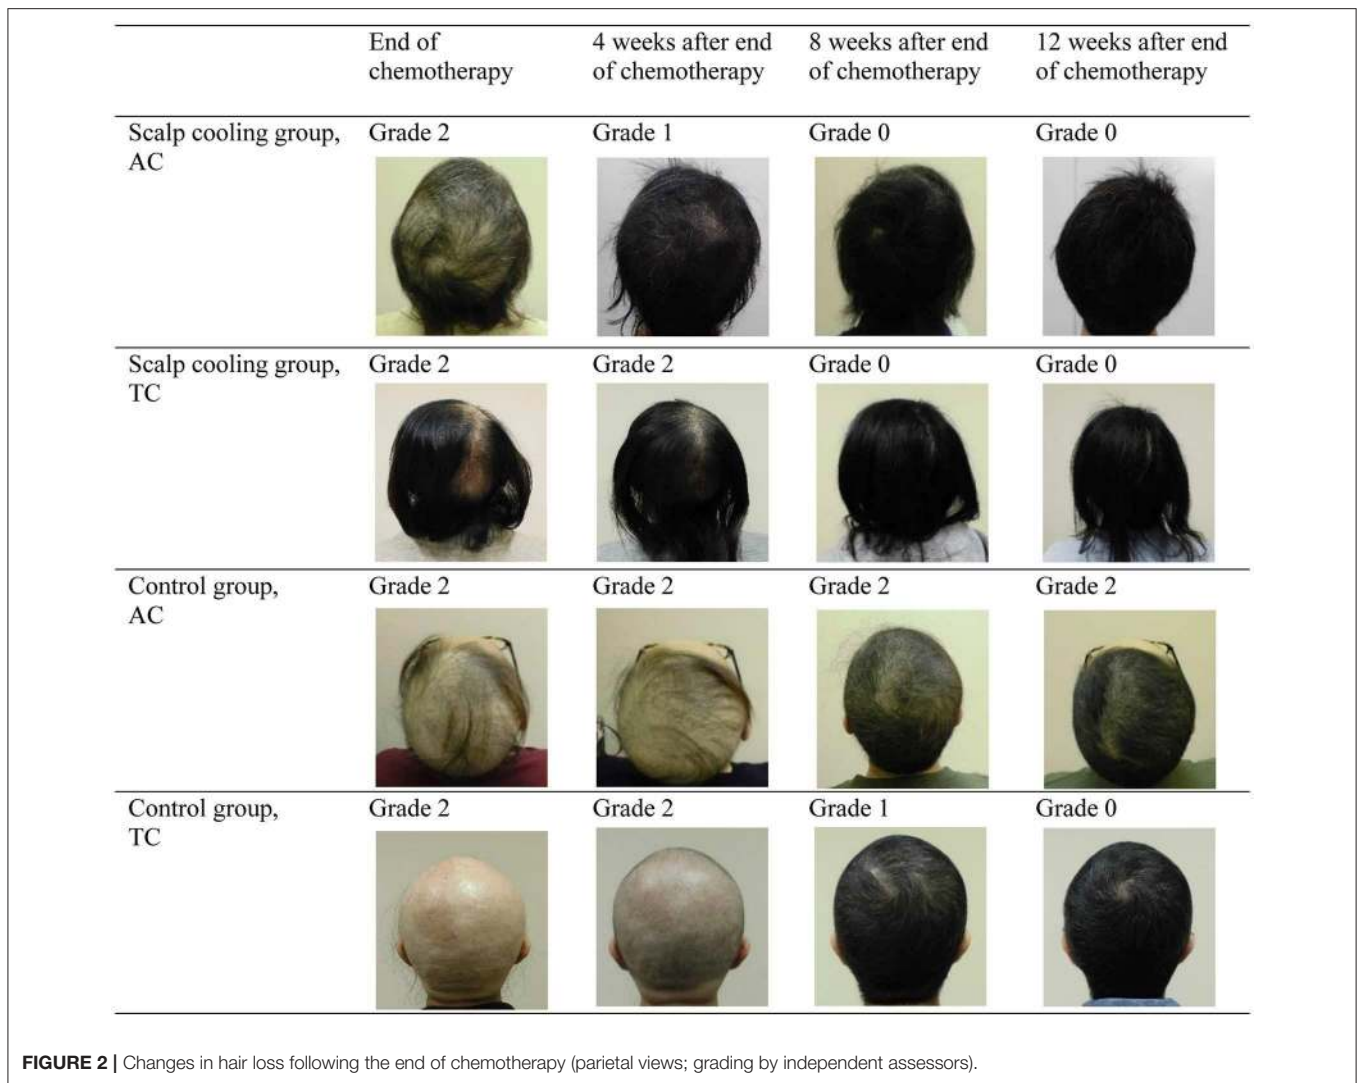 End of
chemotherapy
4 weeks after end
of chemotherapy
8 weeks after end
of chemotherapy
12 weeks after end
of chemotherapy
Scalp cooling group,
AC
Grade 2
Grade 1
Grade 0
Grade 0
Scalp cooling group,
TC
Grade 2
Grade 2
Grade 0
Grade 0
Control group,
AC
Grade 2
Grade 2
Grade 2
Grade 2
Control group,
TC
Grade 2
Grade 2
Grade 1
Grade 0
FIGURE 2 | Changes in hair loss following the end of chemotherapy (parietal views; grading by independent assessors).